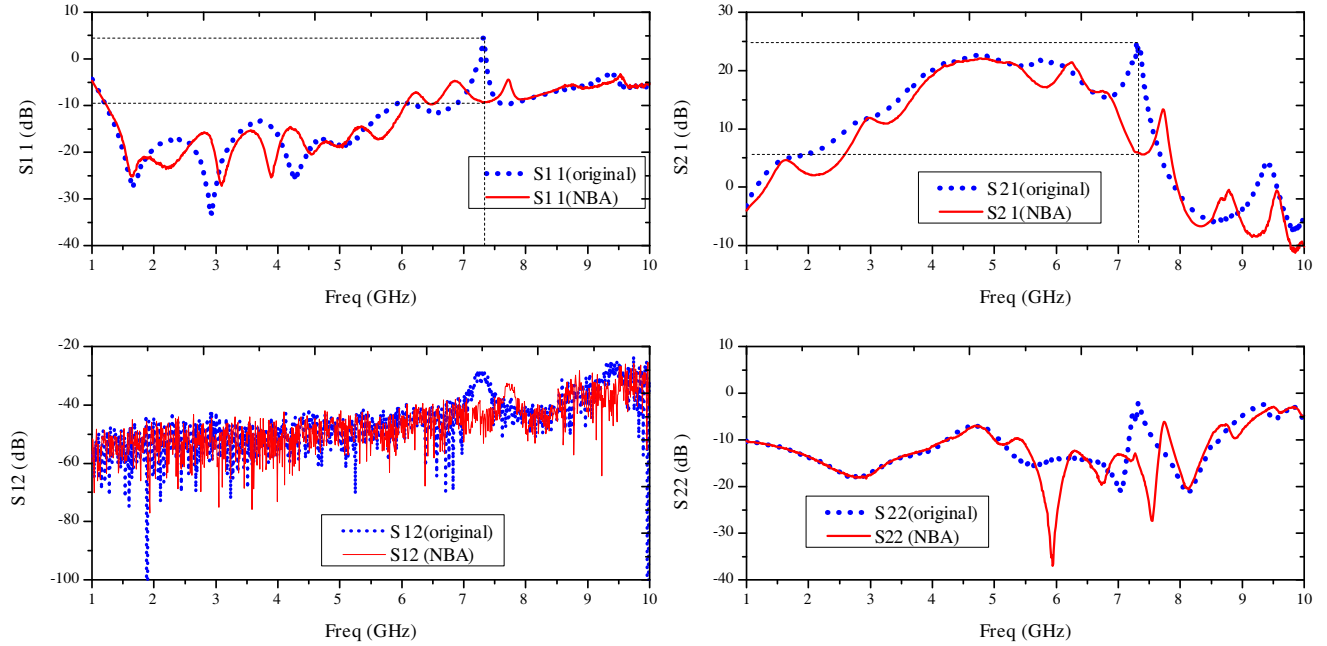 10
0
-10
-20
-30
-40
S1 1 (dB)
S1 1(original)
S1 1(NBA)
1 2 3 4 5 6 7 8 9 10
Freq (GHz)
30
20
10
0
-10
S2 1 (dB)
S 21(original)
S2 1(NBA)
1 2 3 4 5 6 7 8 9 10
Freq (GHz)
-20
-40
-60
-80
-100
S 12 (dB)
S 12(original)
S12 (NBA)
1 2 3 4 5 6 7 8 9 10
Freq (GHz)
10
0
-10
-20
-30
-40
S22 (dB )
S 22(original)
S22 (NBA)
1 2 3 4 5 6 7 8 9 10
Freq (GHz)